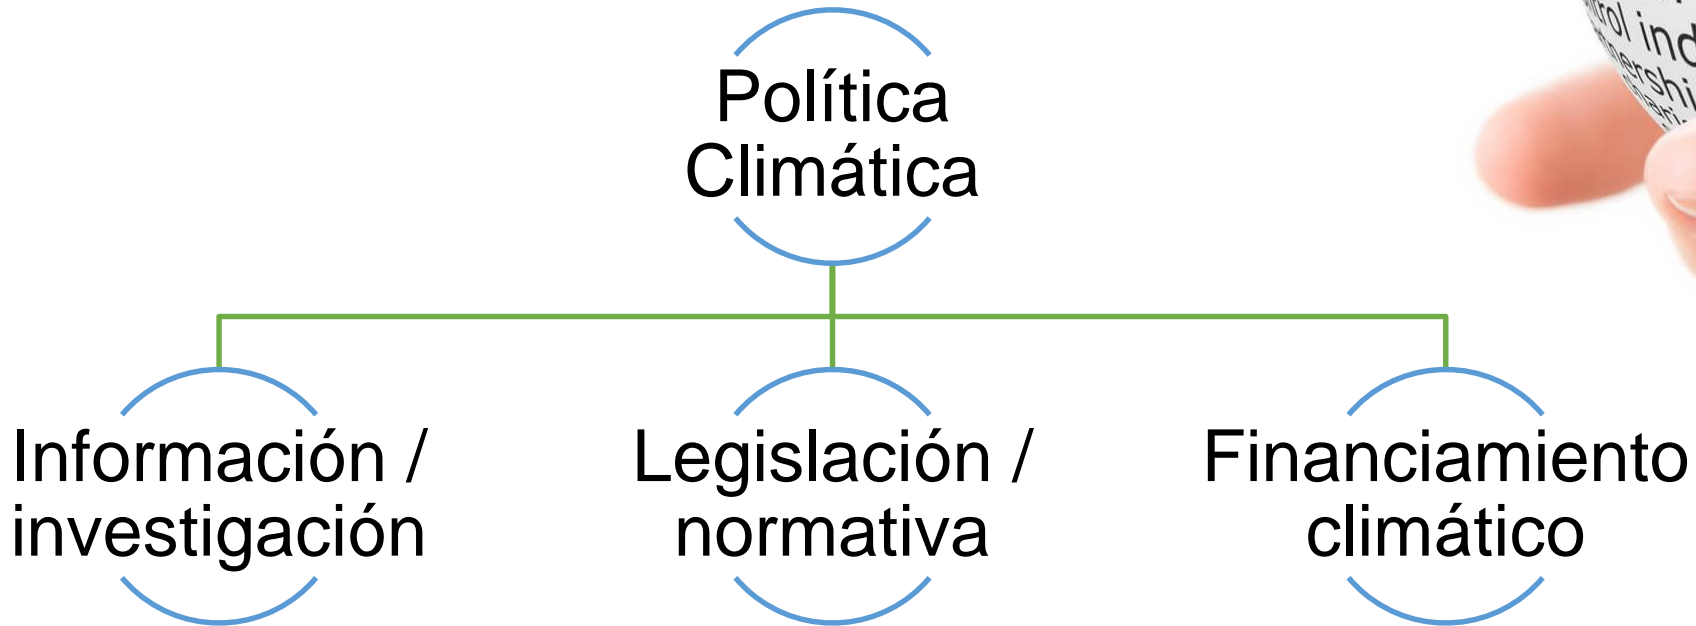 Política
Climática
Información /
investigación
Legislación /
normativa
Financiamiento
climático